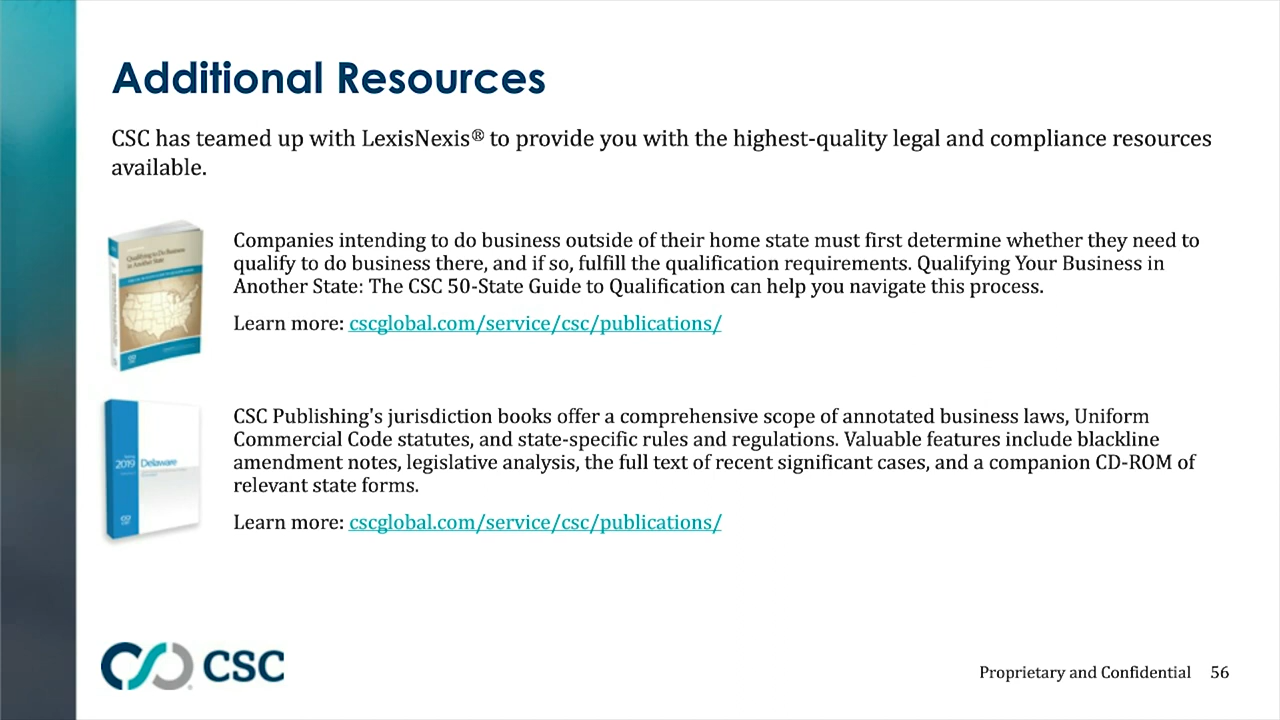 Additional Resources
CSC has teamed up with LexisNexis® to provide you with the highest-quality legal and compliance resources
available.
Qualifying to Do Business
in Another State
Companies intending to do business outside of their home state must first determine whether they need to
qualify to do business there, and if so, fulfill the qualification requirements. Qualifying Your Business in
Another State: The CSC 50-State Guide to Qualification can help you navigate this process.
Learn more: cscglobal.com/service/csc/publications/
2019
Delaware
CSC Publishing's jurisdiction books offer a comprehensive scope of annotated business laws, Uniform
Commercial Code statutes, and state-specific rules and regulations. Valuable features include blackline
amendment notes, legislative analysis, the full text of recent significant cases, and a companion CD-ROM of
relevant state forms.
Learn more: cscglobal.com/service/csc/publications/
CSC
Proprietary and Confidential 56